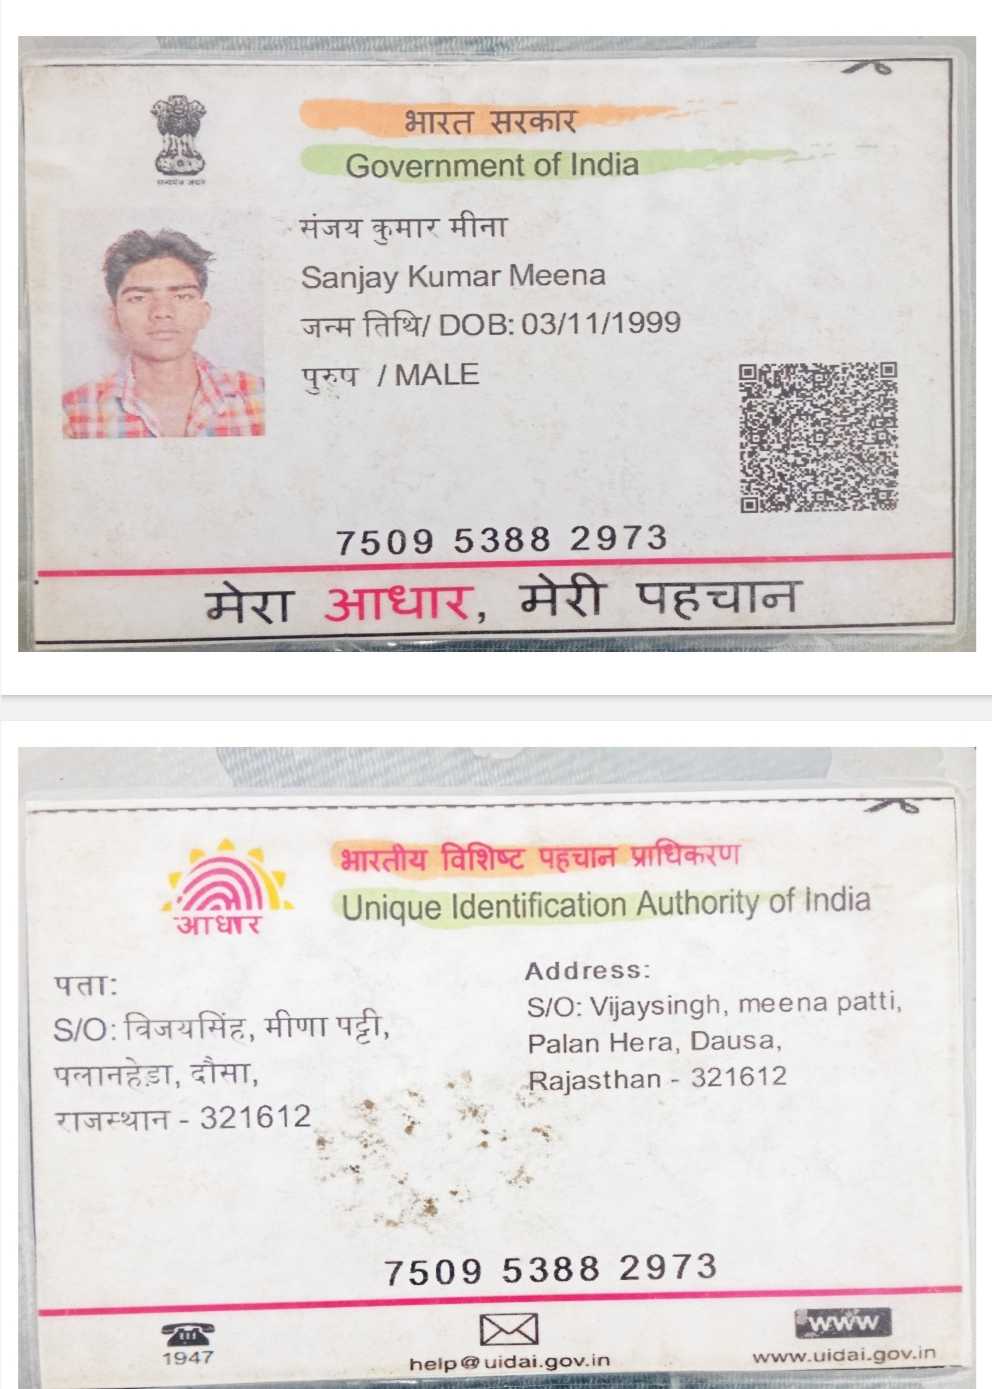 सत्यमेव जयते
भारत सरकार
Government of India
संजय कुमार मीना
Sanjay Kumar Meena
जन्म तिथि/ DOB: 03/11/1999
पुरुष / MALE
7509 5388 2973
मेरा आधार, मेरी पहचान
भारतीय विशिष्ट पहचान प्राधिकरण
Unique Identification Authority of India
आधार
पता:
S/O: विजयसिंह, मीणा पट्टी,
पलानहेड़ा, दौसा,
राजस्थान - 321612
Address:
S/O: Vijaysingh, meena patti,
Palan Hera, Dausa,
Rajasthan - 321612
7509 5388 2973
1947
help@uidai.gov.in
www
www.uidai.gov.in